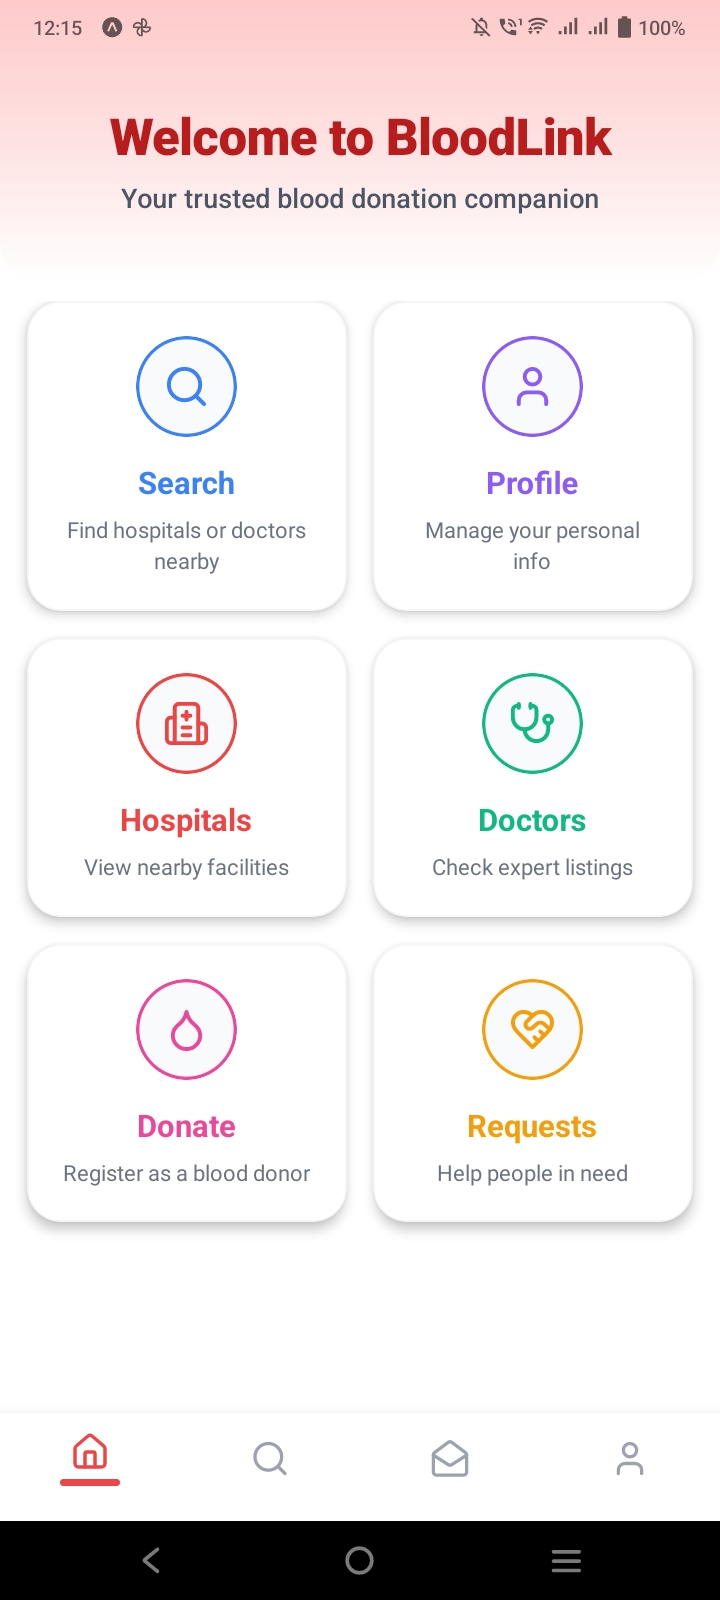 12:15
100%
Welcome to BloodLink
Your trusted blood donation companion
Search
Find hospitals or doctors
nearby
Profile
Manage your personal
info
Hospitals
View nearby facilities
Doctors
Check expert listings
Donate
Register as a blood donor
Requests
Help people in need